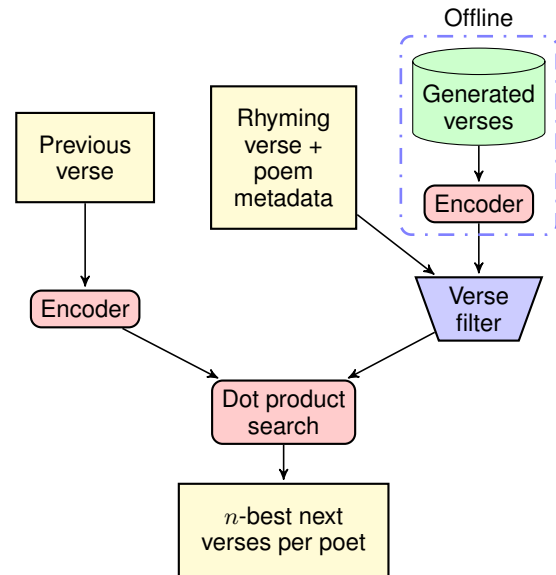 Offline
Generated
verses
Rhyming
verse +
poem
metadata
Previous
verse
Encoder
Encoder
Verse
filter
Dot product
search
n-best next
verses per poet